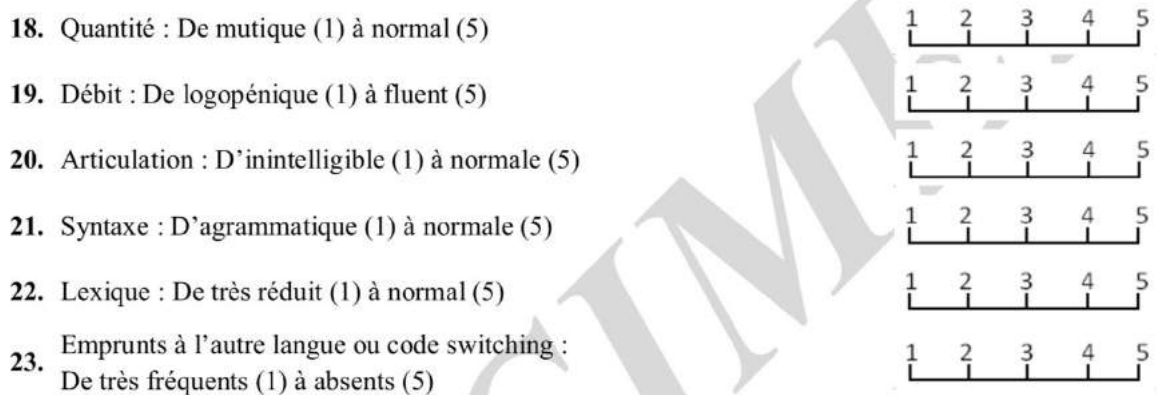 18. Quantité : De mutique (1) à normal (5) 1 2 3 4 5
19. Débit : De logopénique (1) à fluent (5) 1 2 3 4 5
20. Articulation : D’inintelligible (1) à normale (5) 1 2 3 4 5
21. Syntaxe : D’agrammatique (1) à normale (5) 1 2 3 4 5
22. Lexique : De très réduit (1) à normal (5) 1 2 3 4 5
23. Emprunts à l’autre langue ou code switching :
De très fréquents (1) à absents (5) 1 2 3 4 5